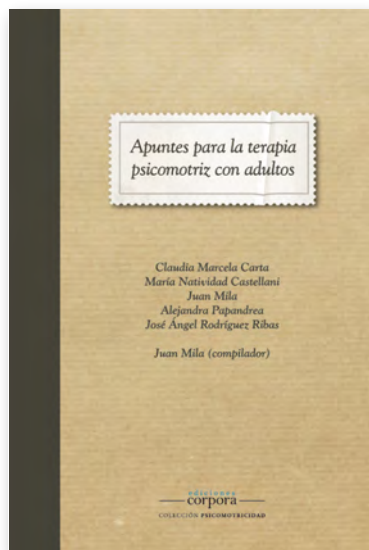 Apuntes para la terapia
psicomotriz con adultos
Claudia Marcela Carta
María Natividad Castellani
Juan Mila
Alejandra Papandrea
José Ángel Rodríguez Ribas
Juan Mila (compilador)
ediciones
corpora
COLECCIÓN PSICOMOTRICIDAD